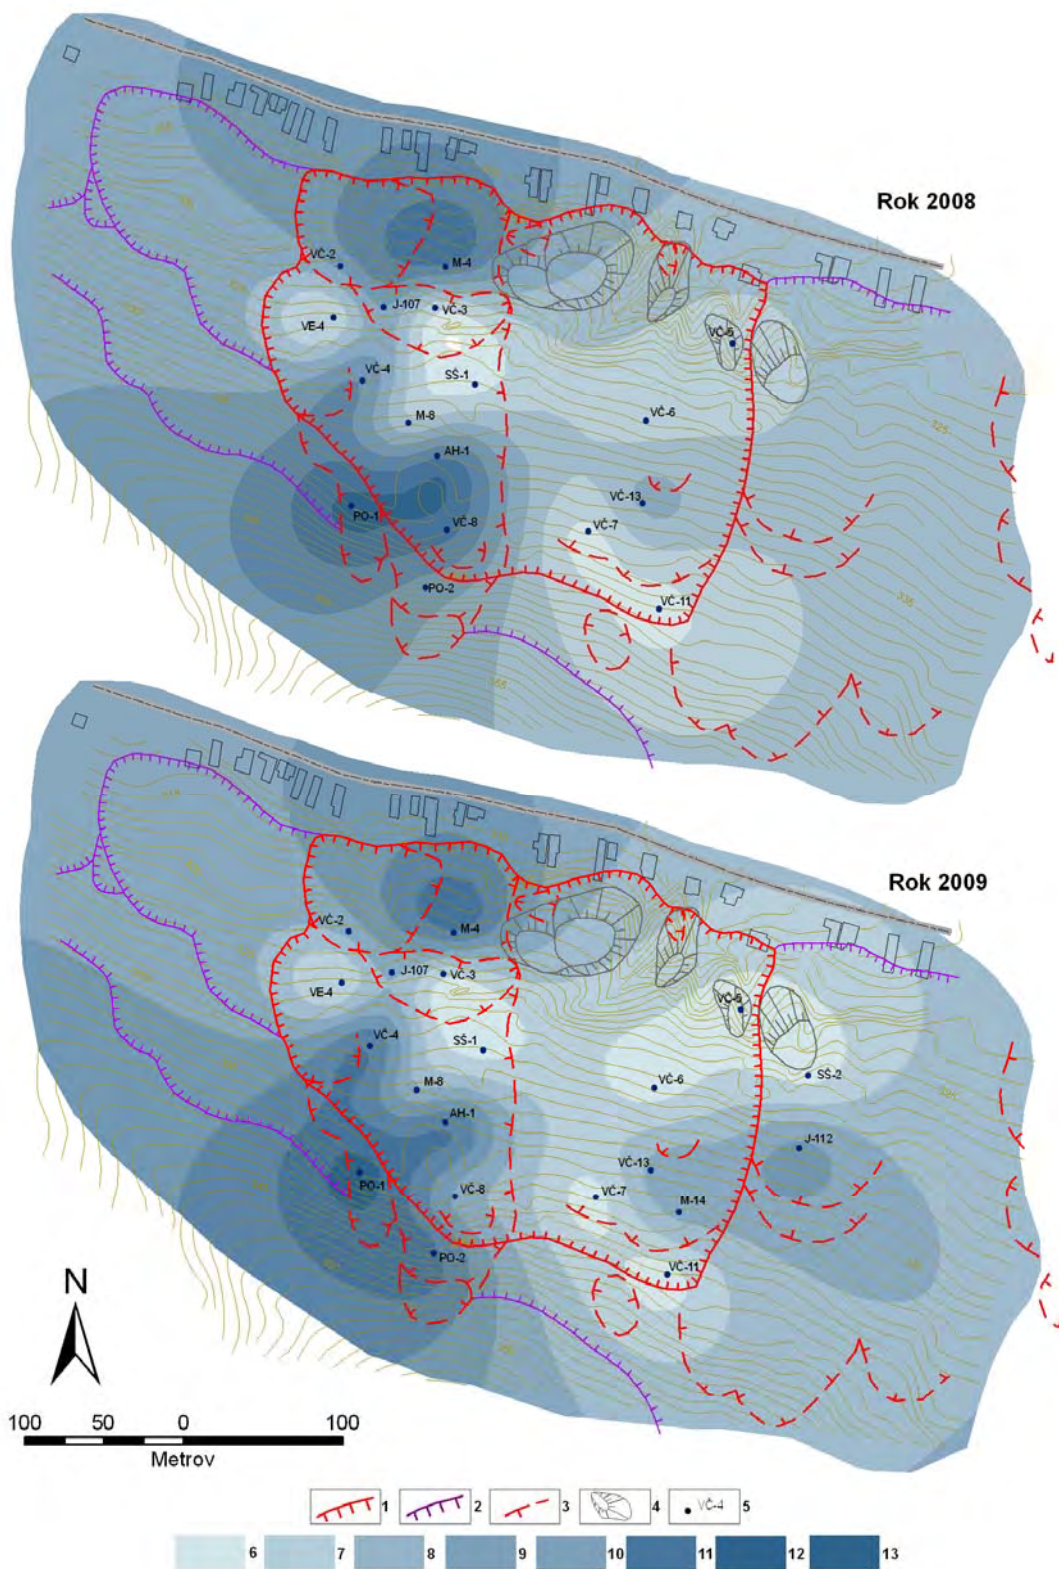 Rok 2008
VČ-2
M-4
J-107
VČ-3
VE-4
VČ-5
VČ-4
SŠ-1
M-8
VČ-6
325
AH-1
VČ-13
PO-1
VČ-8
VČ-7
PO-2
VČ-11
335
Rok 2009
VČ-2
M-4
J-107
VČ-3
VE-4
VČ-5
VČ-4
SŠ-1
SŠ-2
M-8
VČ-6
AH-1
J-112
VČ-13
PO-1
VČ-8
VČ-7
M-14
PO-2
VČ-11
N
100 50 0 100
Metrov
1 2 3 4 VČ-4 5
6 7 8 9 10 11 12 13